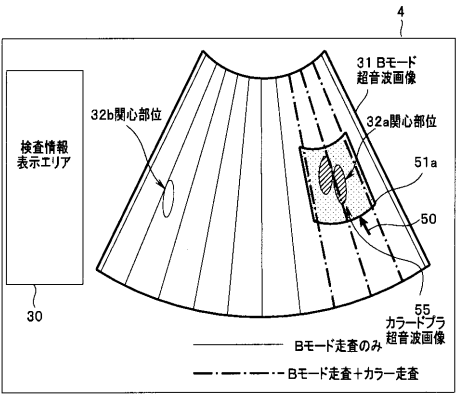 4
31 Bモード
超音波画像
32b関心部位
32a関心部位
検査情報
表示エリア
51a
50
30
55
カラードプラ
超音波画像
Bモード走査のみ
Bモード走査+カラー走査